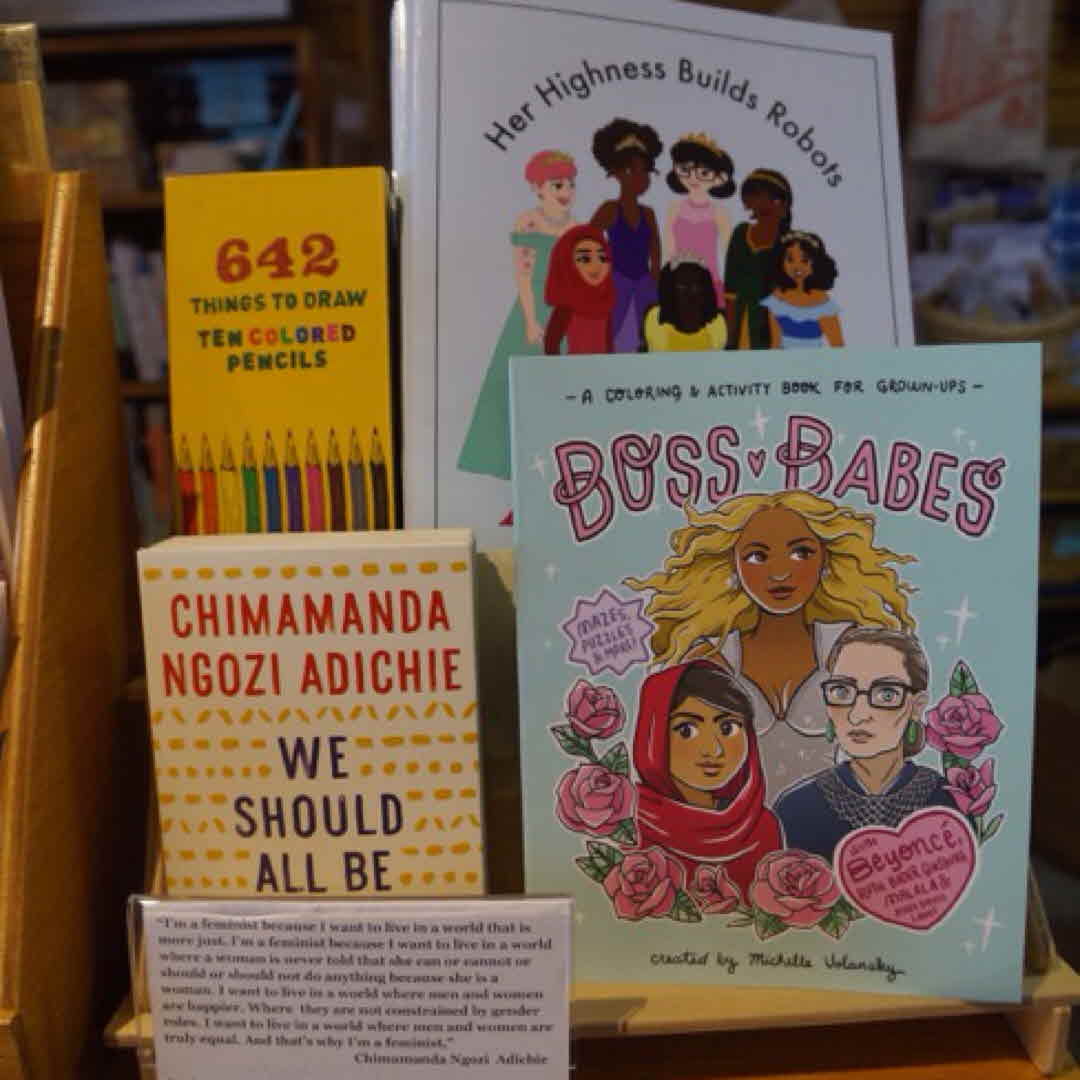 Her Highness Builds Robots
642
THINGS TO DRAW
TEN COLORED
PENCILS
- A COLORING & ACTIVITY BOOK FOR GROWN-UPS -
BOSS BABES
MAZES,
PUZZLES
& MORE!
CHIMAMANDA
NGOZI ADICHIE
WE
SHOULD
ALL BE
with
Beyoncé,
RUTH BADER GINSBURG,
MALALA &
created by Michelle Volansky
"I'm a feminist because I want to live in a world that is
more just. I'm a feminist because I want to live in a world
where a woman is never told that she can or cannot or
should or should not do anything because she is a
woman. I want to live in a world where men and women
are happier. Where they are not constrained by gender
roles. I want to live in a world where men and women are
truly equal. And that's why I'm a feminist."
Chimamanda Ngozi Adichie